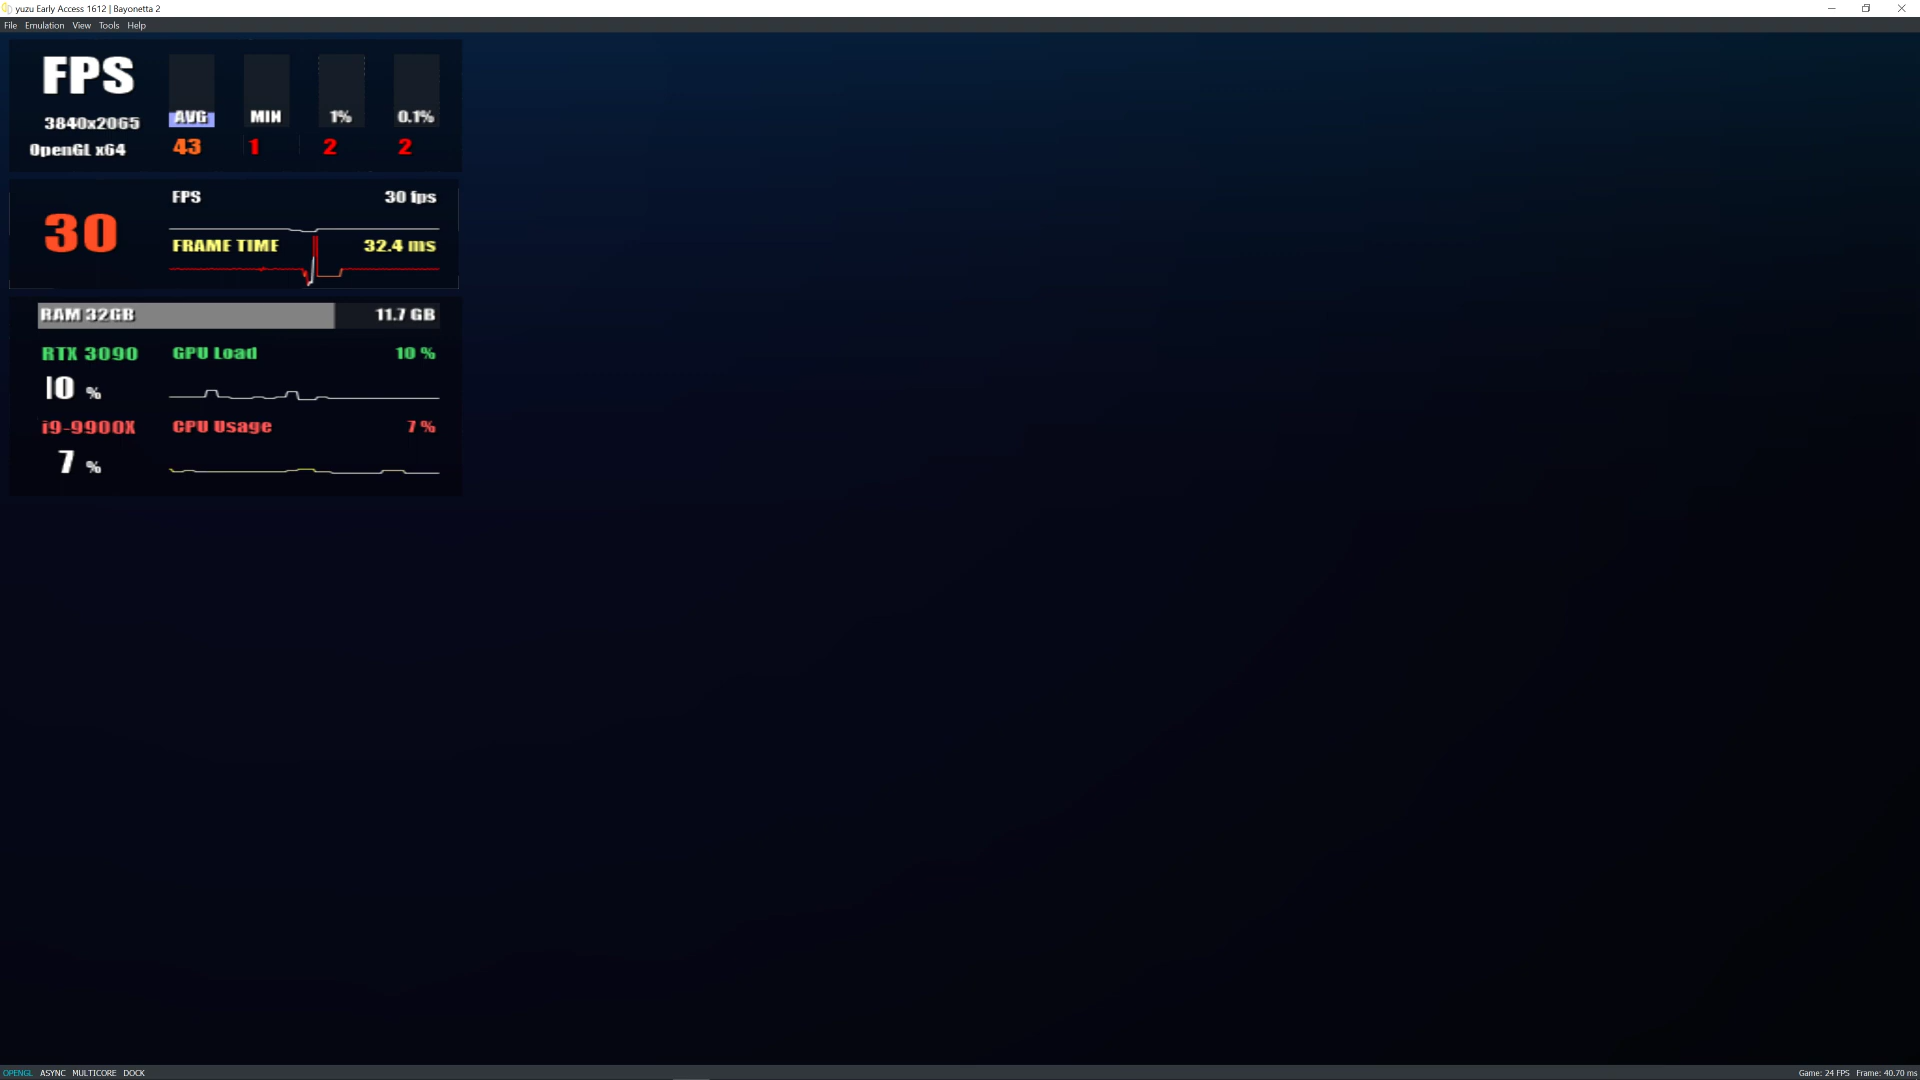 yuzu Early Access 1612 | Bayonetta 2
File Emulation View Tools Help
FPS
3840x2065
OpenGL x64
AVG MIN 1% 0.1%
43 1 2 2
30
FPS 30 fps
FRAME TIME 32.4 ms
RAM 32GB 11.7 GB
RTX 3090 GPU Load 10 %
10 %
i9-9900X CPU Usage 7 %
7 %
OPENGL ASYNC MULTICORE DOCK
Game: 24 FPS Frame: 40.70 ms